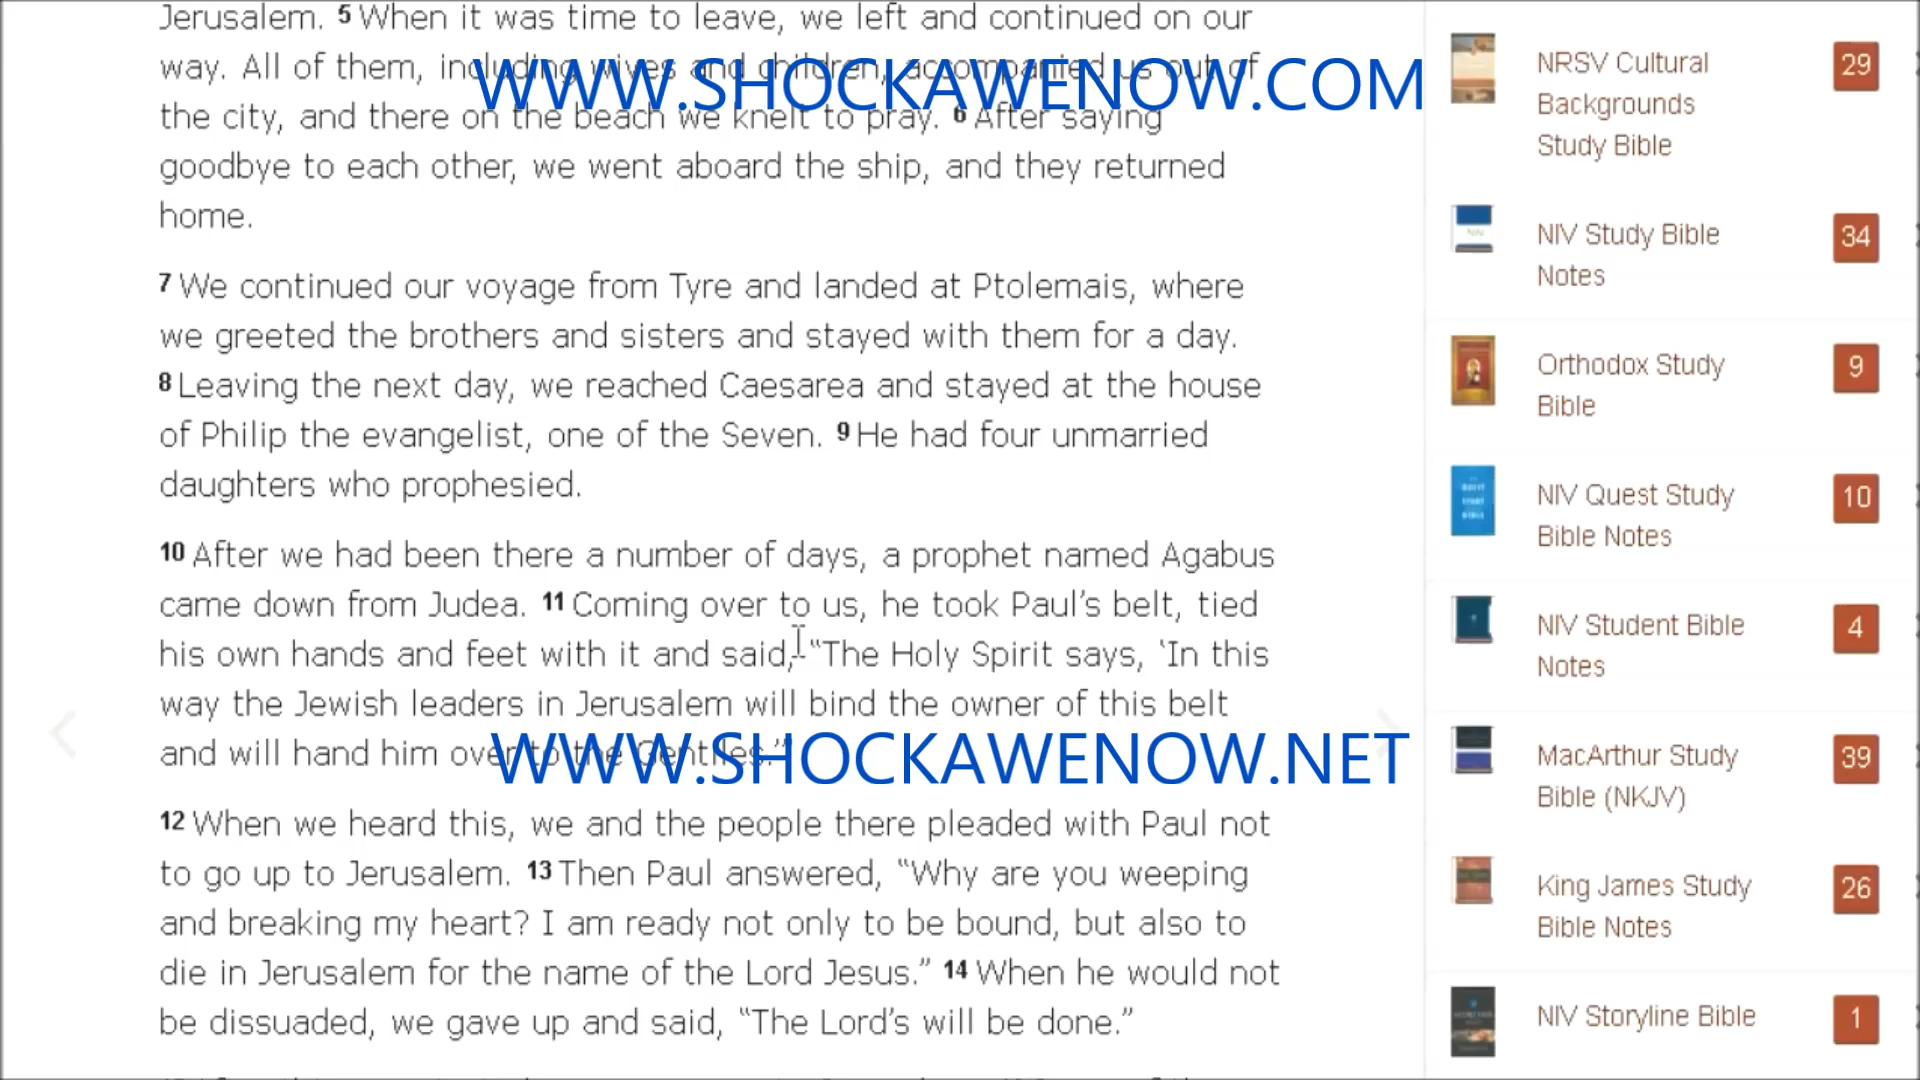 Jerusalem. 5 When it was time to leave, we left and continued on our
way. All of them, including wives and children, accompanied us out of
WWW.SHOCKAWENOW.COM
the city, and there on the beach we knelt to pray. 6 After saying
goodbye to each other, we went aboard the ship, and they returned
home.
7 We continued our voyage from Tyre and landed at Ptolemais, where
we greeted the brothers and sisters and stayed with them for a day.
8 Leaving the next day, we reached Caesarea and stayed at the house
of Philip the evangelist, one of the Seven. 9 He had four unmarried
daughters who prophesied.
10 After we had been there a number of days, a prophet named Agabus
came down from Judea. 11 Coming over to us, he took Paul's belt, tied
his own hands and feet with it and said, “The Holy Spirit says, ‘In this
way the Jewish leaders in Jerusalem will bind the owner of this belt
and will hand him over to the Gentiles.’”
WWW.SHOCKAWENOW.NET
12 When we heard this, we and the people there pleaded with Paul not
to go up to Jerusalem. 13 Then Paul answered, “Why are you weeping
and breaking my heart? I am ready not only to be bound, but also to
die in Jerusalem for the name of the Lord Jesus.” 14 When he would not
be dissuaded, we gave up and said, “The Lord's will be done.”
NRSV Cultural
Backgrounds
Study Bible
29
NIV Study Bible
Notes
34
Orthodox Study
Bible
9
NIV Quest Study
Bible Notes
10
NIV Student Bible
Notes
4
MacArthur Study
Bible (NKJV)
39
King James Study
Bible Notes
26
NIV Storyline Bible
1